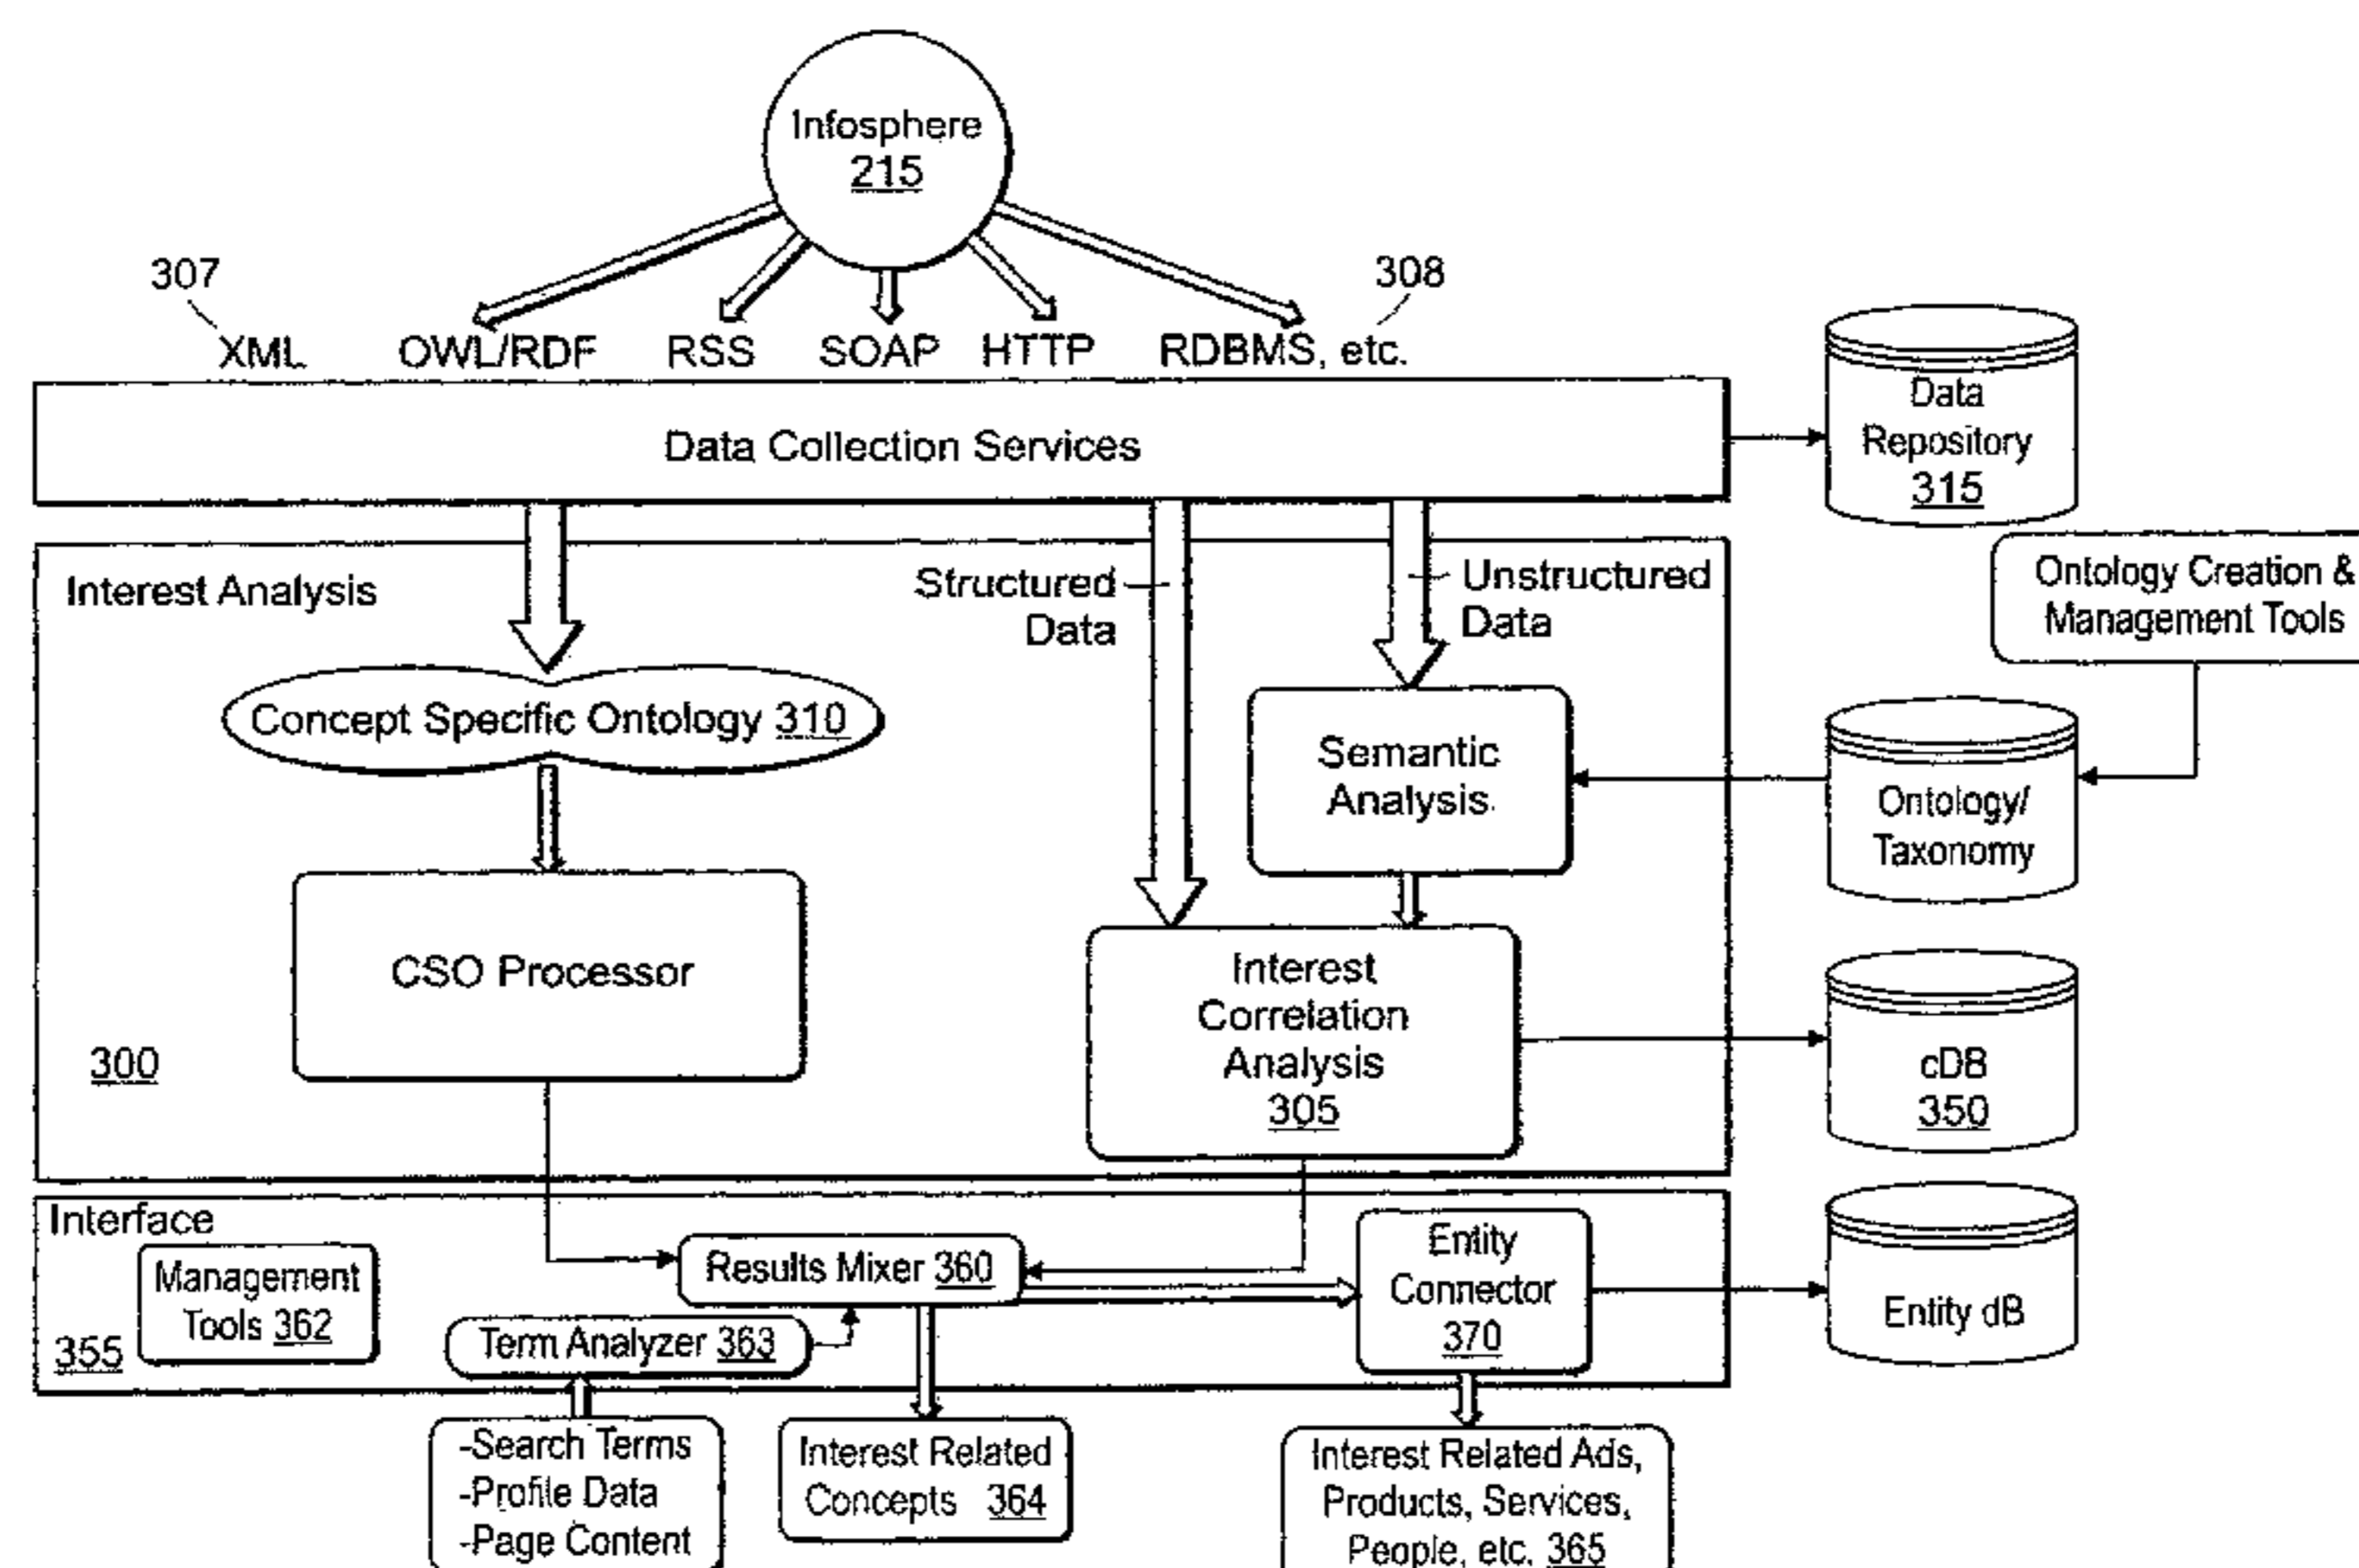 Infosphere
215
307
308
XML OWL/RDF RSS SOAP HTTP RDBMS, etc.
Data Collection Services
Data
Repository
315
Interest Analysis
Structured
Data
Unstructured
Data
Ontology Creation &
Management Tools
Concept Specific Ontology 310
Semantic
Analysis
Ontology/
Taxonomy
CSO Processor
Interest
Correlation
Analysis
305
300
cDB
350
Interface
Management
Tools 362
355
Results Mixer 360
Term Analyzer 363
Entity
Connector
370
Entity dB
-Search Terms
-Profile Data
-Page Content
Interest Related
Concepts 364
Interest Related Ads,
Products, Services,
People, etc. 365